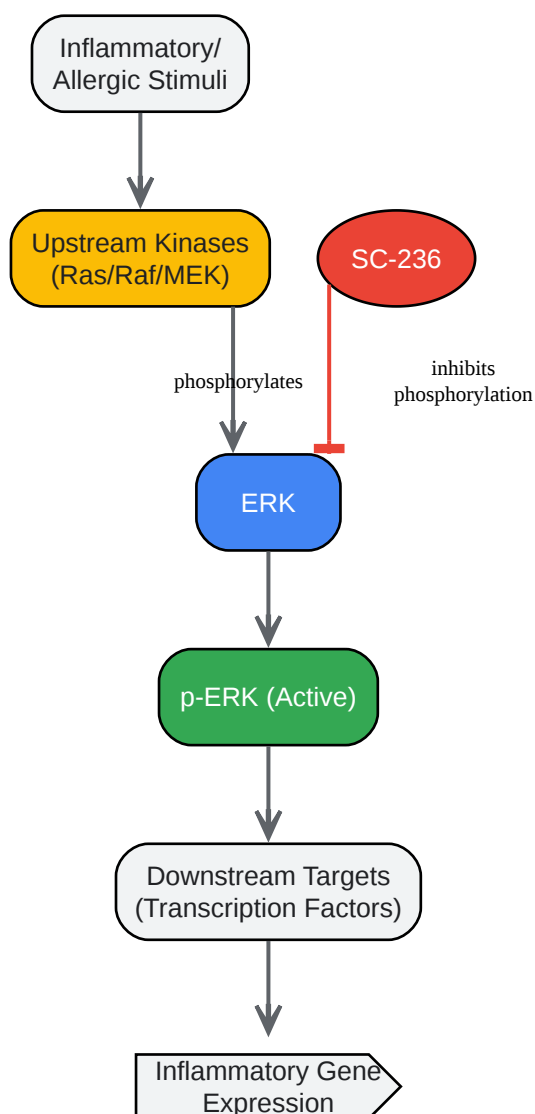 Inflammatory/
Allergic Stimuli
Upstream Kinases
(Ras/Raf/MEK)
SC-236
phosphorylates
inhibits
phosphorylation
ERK
p-ERK (Active)
Downstream Targets
(Transcription Factors)
Inflammatory Gene
Expression